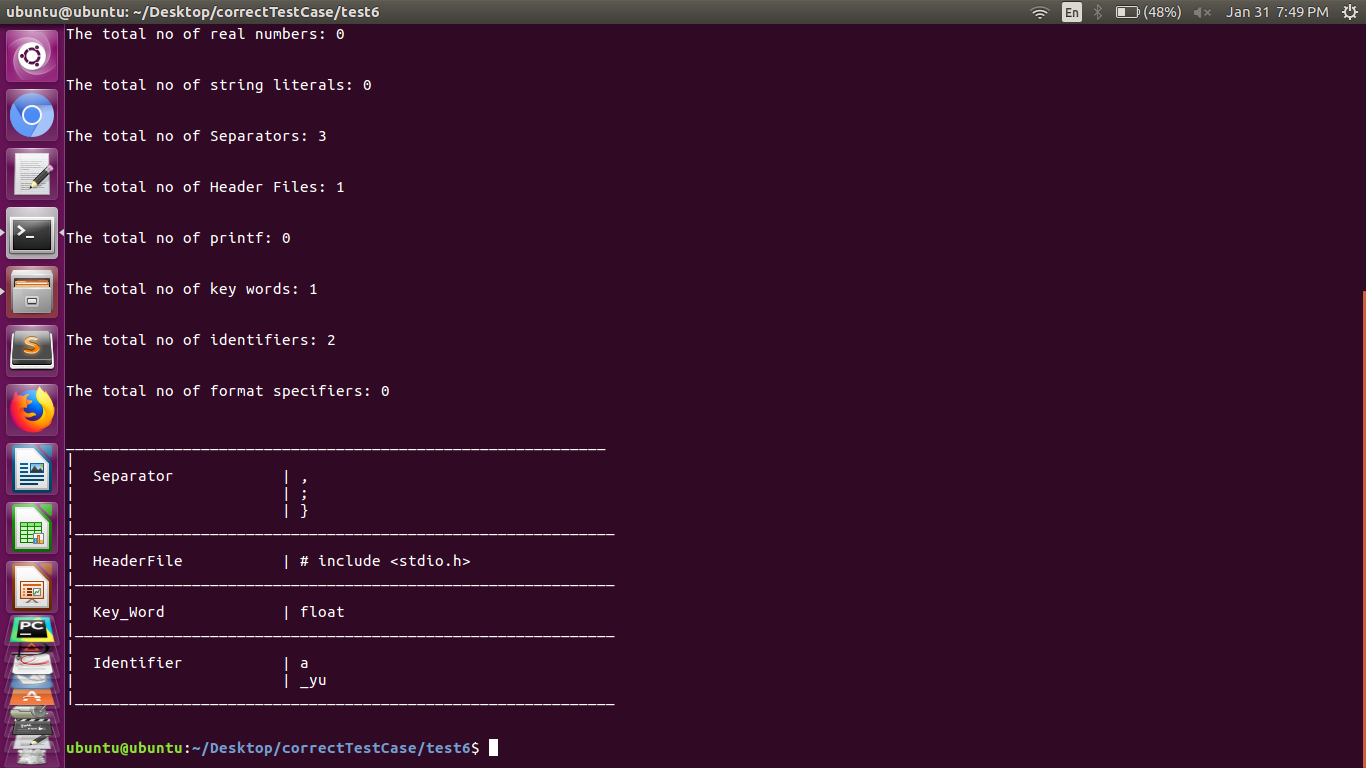 ubuntu@ubuntu: ~/Desktop/correctTestCase/test6
En
(48%)
Jan 31 7:49 PM
The total no of real numbers: 0
The total no of string literals: 0
The total no of Separators: 3
The total no of Header Files: 1
The total no of printf: 0
The total no of key words: 1
The total no of identifiers: 2
The total no of format specifiers: 0
| Separator | ,
| | ;
| | }
| HeaderFile | # include <stdio.h>
| Key_Word | float
| Identifier | a
| | _yu
ubuntu@ubuntu:~/Desktop/correctTestCase/test6$
S
PC